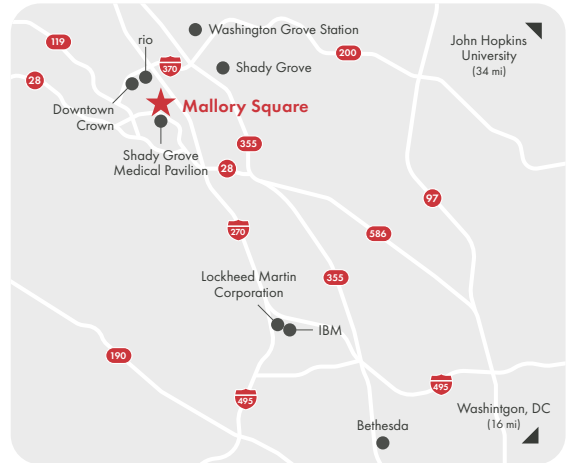 Washington Grove Station
119
rio
200
John Hopkins
University
(34 mi)
370
Shady Grove
28
Mallory Square
Downtown
Crown
355
Shady Grove
Medical Pavilion
28
97
270
586
Lockheed Martin
Corporation
355
IBM
190
495
495
Washintgon, DC
(16 mi)
Bethesda